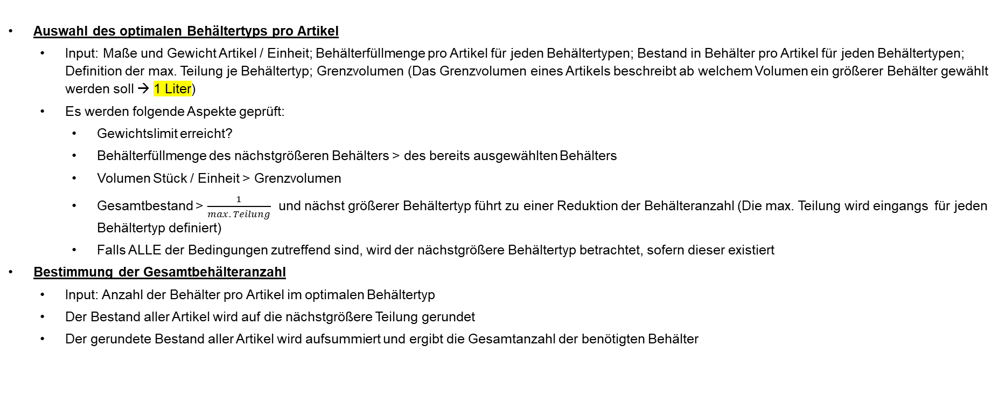 • Auswahl des optimalen Behältertyps pro Artikel
• Input: Maße und Gewicht Artikel / Einheit; Behälterfüllmenge pro Artikel für jeden Behältertypen; Bestand in Behälter pro Artikel für jeden Behältertypen;
Definition der max. Teilung je Behältertyp; Grenzvolumen (Das Grenzvolumen eines Artikels beschreibt ab welchem Volumen ein größerer Behälter gewählt
werden soll → 1 Liter)
• Es werden folgende Aspekte geprüft:
• Gewichtslimit erreicht?
• Behälterfüllmenge des nächstgrößeren Behälters > des bereits ausgewählten Behälters
• Volumen Stück / Einheit > Grenzvolumen
• Gesamtbestand > 1/max. Teilung und nächst größerer Behältertyp führt zu einer Reduktion der Behälteranzahl (Die max. Teilung wird eingangs für jeden
Behältertyp definiert)
• Falls ALLE der Bedingungen zutreffend sind, wird der nächstgrößere Behältertyp betrachtet, sofern dieser existiert
• Bestimmung der Gesamtbehälteranzahl
• Input: Anzahl der Behälter pro Artikel im optimalen Behältertyp
• Der Bestand aller Artikel wird auf die nächstgrößere Teilung gerundet
• Der gerundete Bestand aller Artikel wird aufsummiert und ergibt die Gesamtanzahl der benötigten Behälter